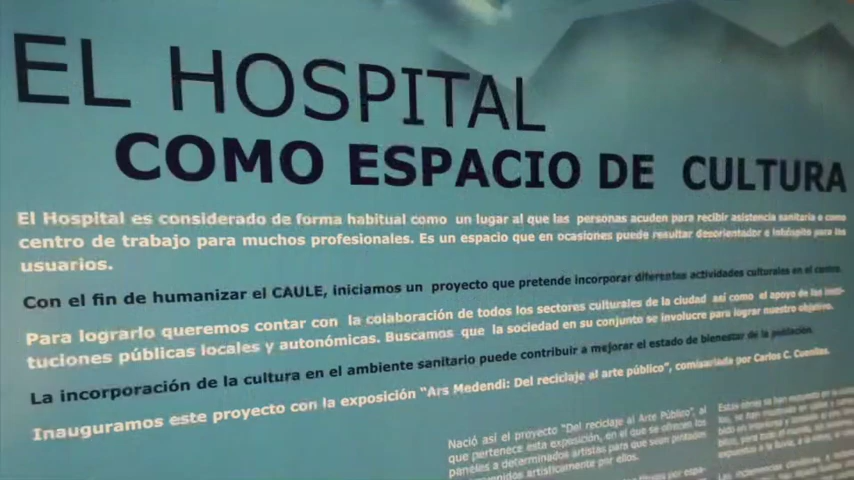 EL HOSPITAL
COMO ESPACIO DE CULTURA
El Hospital es considerado de forma habitual como un lugar al que las personas acuden para recibir asistencia sanitaria o como
centro de trabajo para muchos profesionales. Es un espacio que en ocasiones puede resultar desorientador e inhóspito para los
usuarios.
Con el fin de humanizar el CAULE, iniciamos un proyecto que pretende incorporar diferentes actividades culturales en el centro.
Para lograrlo queremos contar con la colaboración de todos los sectores culturales de la ciudad así como el apoyo de las insti-
tuciones públicas locales y autonómicas. Buscamos que la sociedad en su conjunto se involucre para lograr nuestro objetivo.
La incorporación de la cultura en el ambiente sanitario puede contribuir a mejorar el estado de bienestar de la población.
Inauguramos este proyecto con la exposición "Ars Medendi: Del reciclaje al arte público", comisariada por Carlos C. Cuenllas.
Nació así el proyecto "Del reciclaje al Arte Público", al
que pertenece esta exposición, en el que se ofrecen los
paneles a determinados artistas para que sean pintados
artísticamente por ellos.